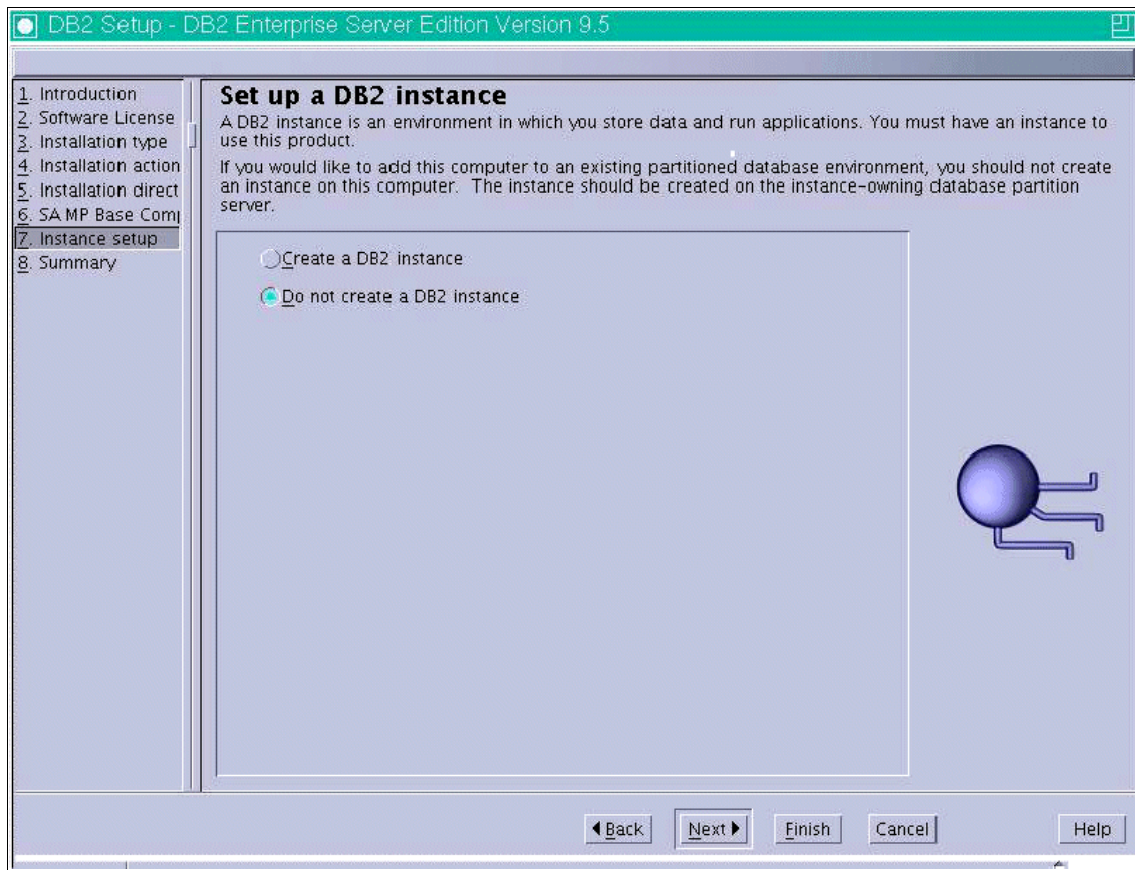 DB2 Setup - DB2 Enterprise Server Edition Version 9.5
1. Introduction
2. Software License
3. Installation type
4. Installation action
5. Installation direct
6. SA MP Base Comp
7. Instance setup
8. Summary
Set up a DB2 instance
A DB2 instance is an environment in which you store data and run applications. You must have an instance to
use this product.
If you would like to add this computer to an existing partitioned database environment, you should not create
an instance on this computer. The instance should be created on the instance-owning database partition
server.
Create a DB2 instance
Do not create a DB2 instance
Back
Next
Finish
Cancel
Help